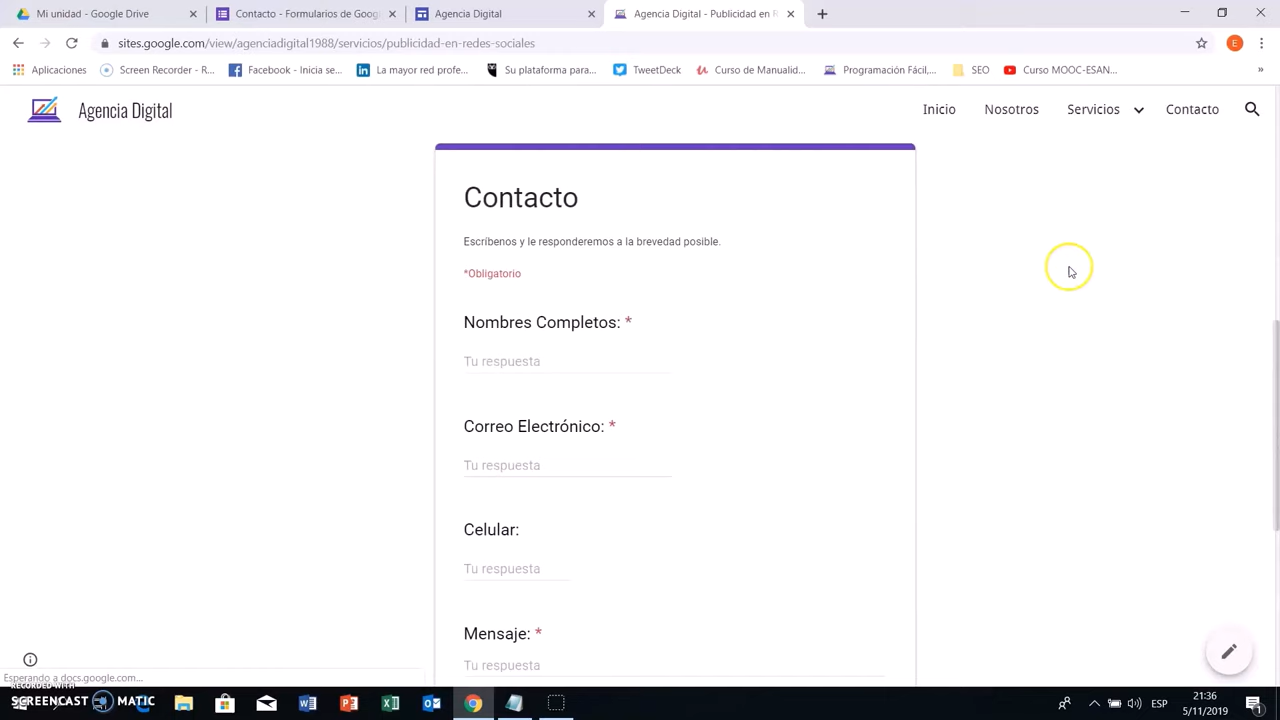 Mi unidad - Google Drive
Contacto - Formularios de Goog
Agencia Digital
Agencia Digital - Publicidad en R
sites.google.com/view/agenciadigital1988/servicios/publicidad-en-redes-sociales
E
Aplicaciones
Screen Recorder - R...
Facebook - Inicia se...
La mayor red profe...
Su plataforma para...
TweetDeck
Curso de Manualid...
Programación Fácil,...
SEO
Curso MOOC-ESAN...
»
Agencia Digital
Inicio
Nosotros
Servicios
Contacto
Contacto
Escríbenos y le responderemos a la brevedad posible.
*Obligatorio
Nombres Completos: *
Tu respuesta
Correo Electrónico: *
Tu respuesta
Celular:
Tu respuesta
Mensaje: *
Tu respuesta
Esperando a docs.google.com...
RECORDED WITH
SCREENCAST MATIC
ESP
21:36
5/11/2019
1